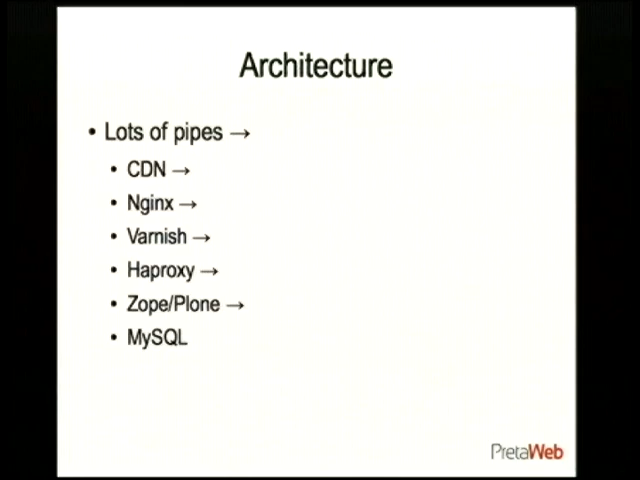 Architecture
• Lots of pipes →
• CDN →
• Nginx →
• Varnish →
• Haproxy →
• Zope/Plone →
• MySQL
PretaWeb